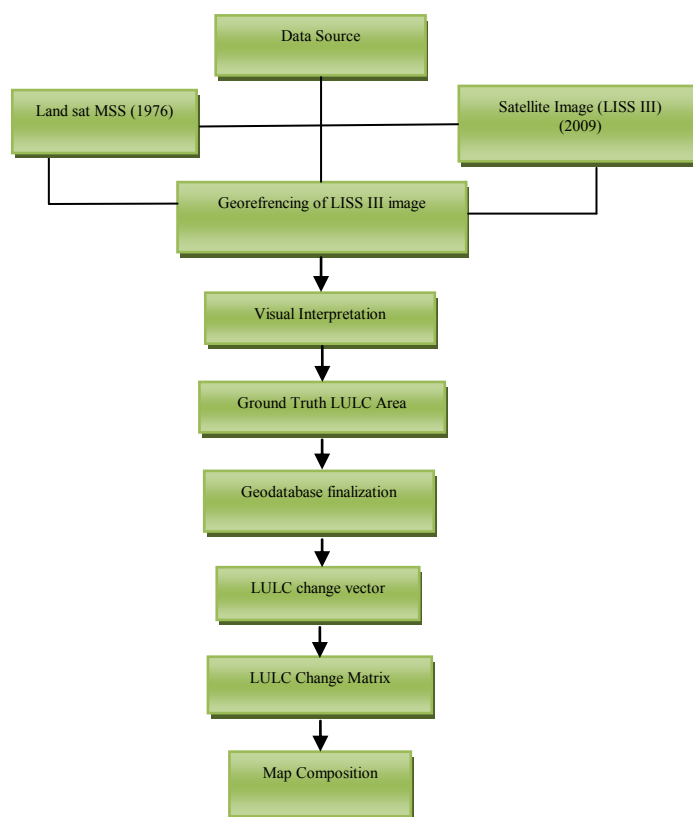 Data Source
Land sat MSS (1976)
Satellite Image (LISS III)
(2009)
Georefrencing of LISS III image
Visual Interpretation
Ground Truth LULC Area
Geodatabase finalization
LULC change vector
LULC Change Matrix
Map Composition